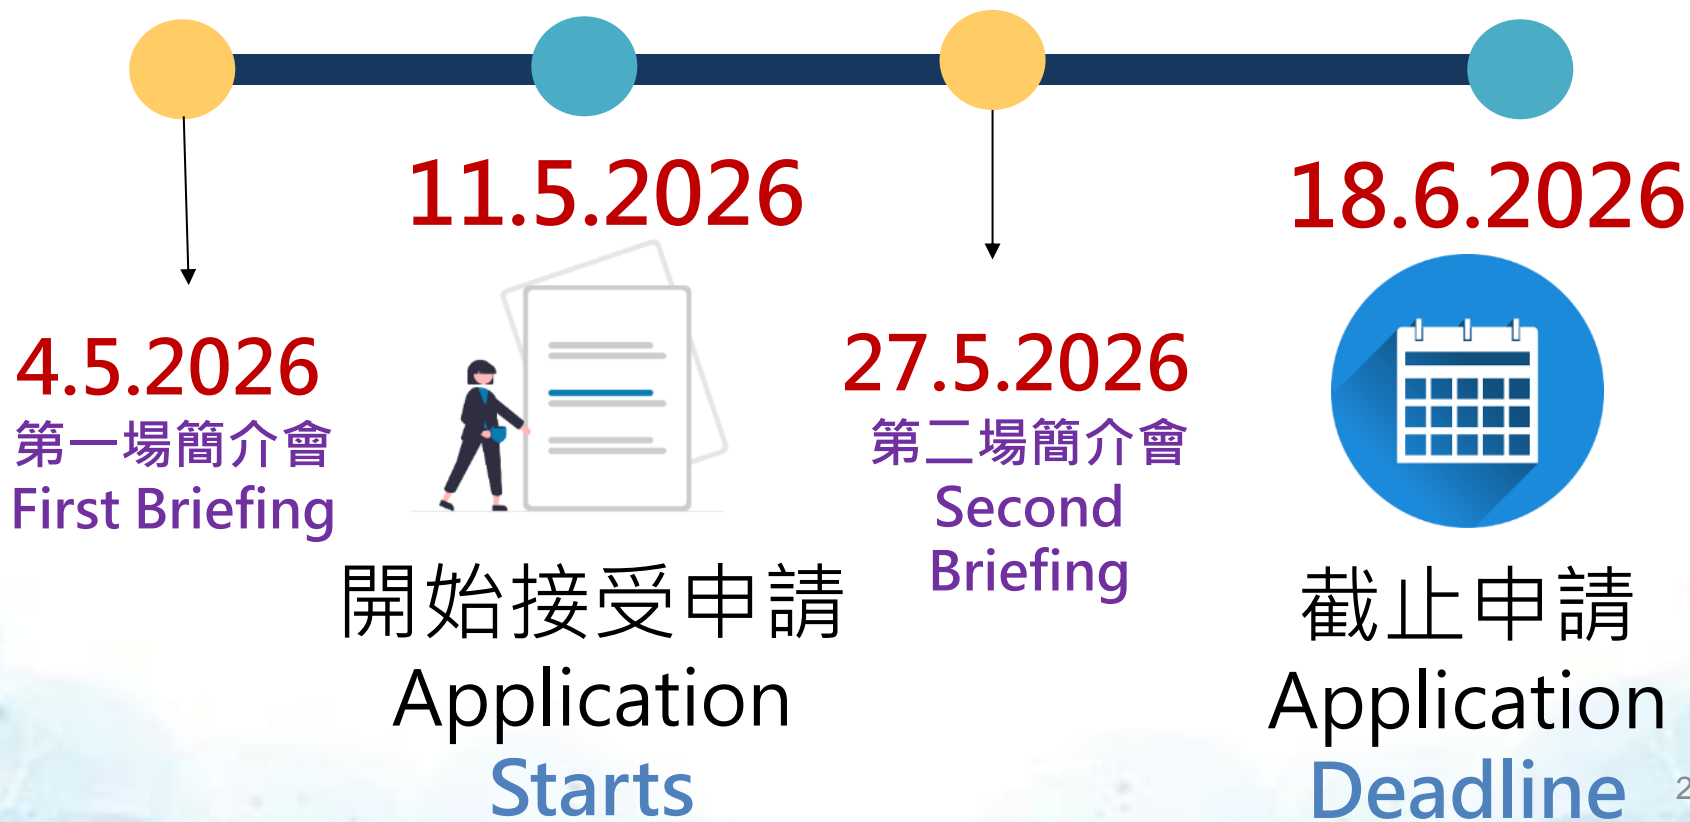 4.5.2026
第一場簡介會
First Briefing
11.5.2026
開始接受申請
Application
Starts
27.5.2026
第二場簡介會
Second
Briefing
18.6.2026
截止申請
Application
Deadline
2